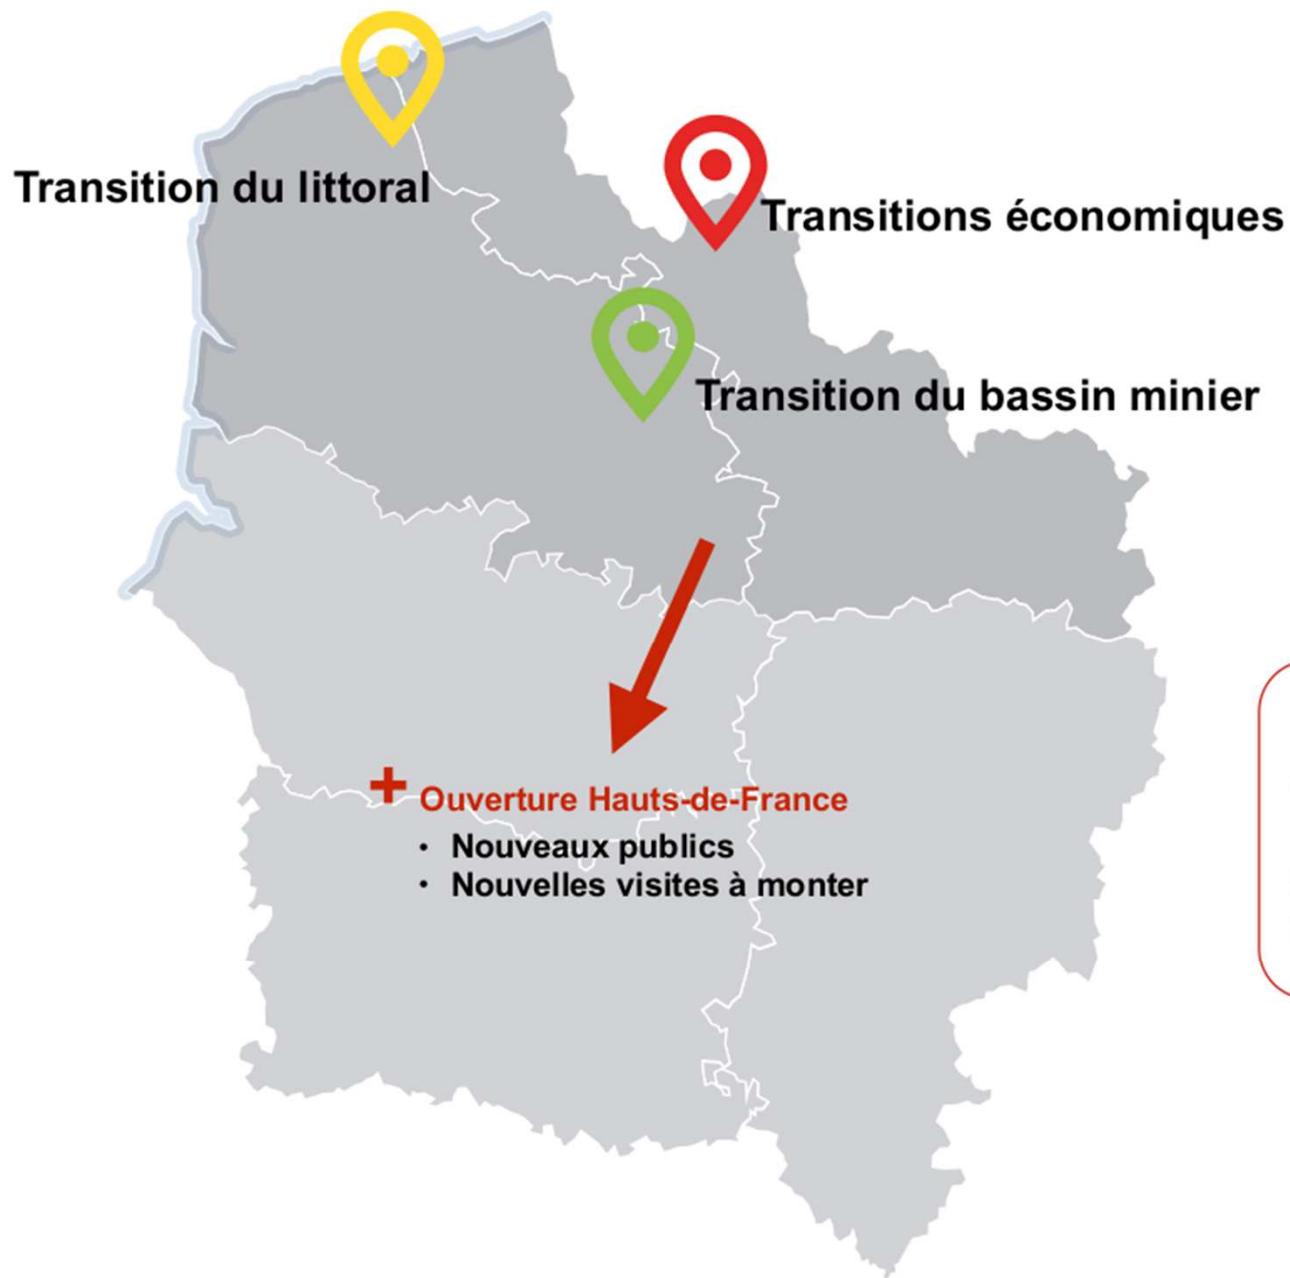 Transition du littoral
Transitions économiques
Transition du bassin minier
+ Ouverture Hauts-de-France
• Nouveaux publics
• Nouvelles visites à monter